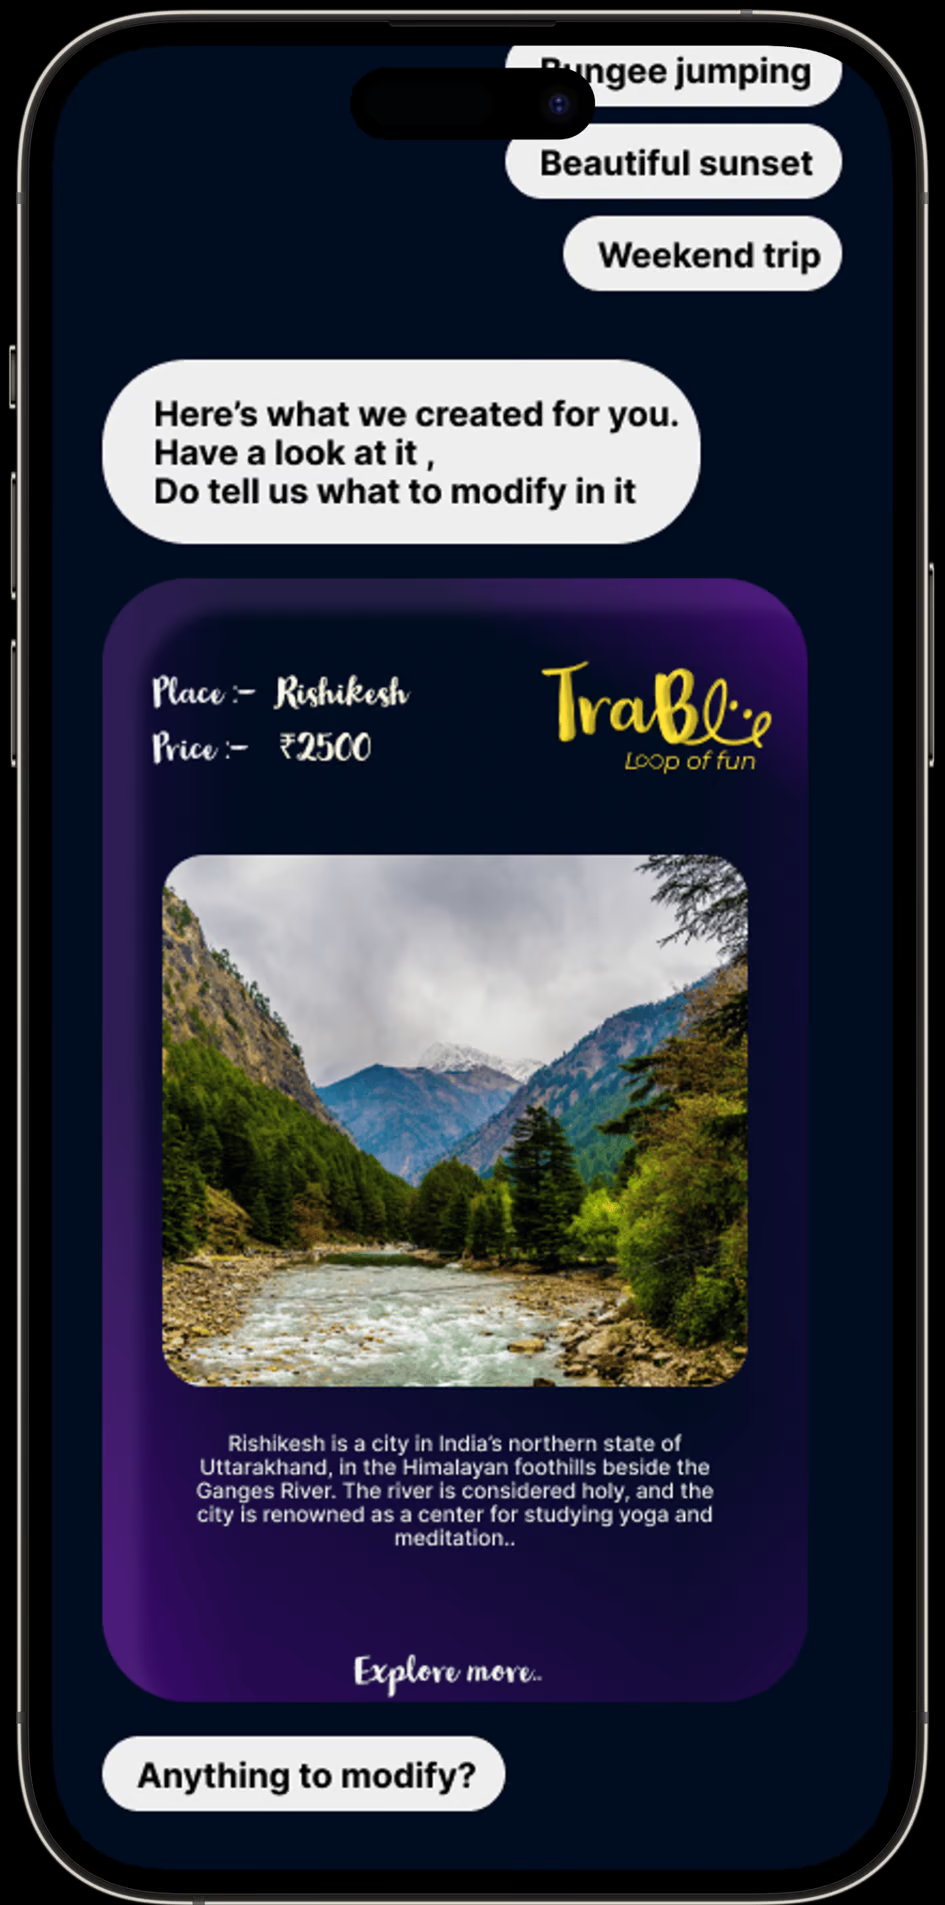 Bungee jumping
Beautiful sunset
Weekend trip
Here's what we created for you.
Have a look at it ,
Do tell us what to modify in it
Place :- Rishikesh
Price :- ₹2500
TraBl
Loop of fun
Rishikesh is a city in India's northern state of
Uttarakhand, in the Himalayan foothills beside the
Ganges River. The river is considered holy, and the
city is renowned as a center for studying yoga and
meditation..
Explore more..
Anything to modify?